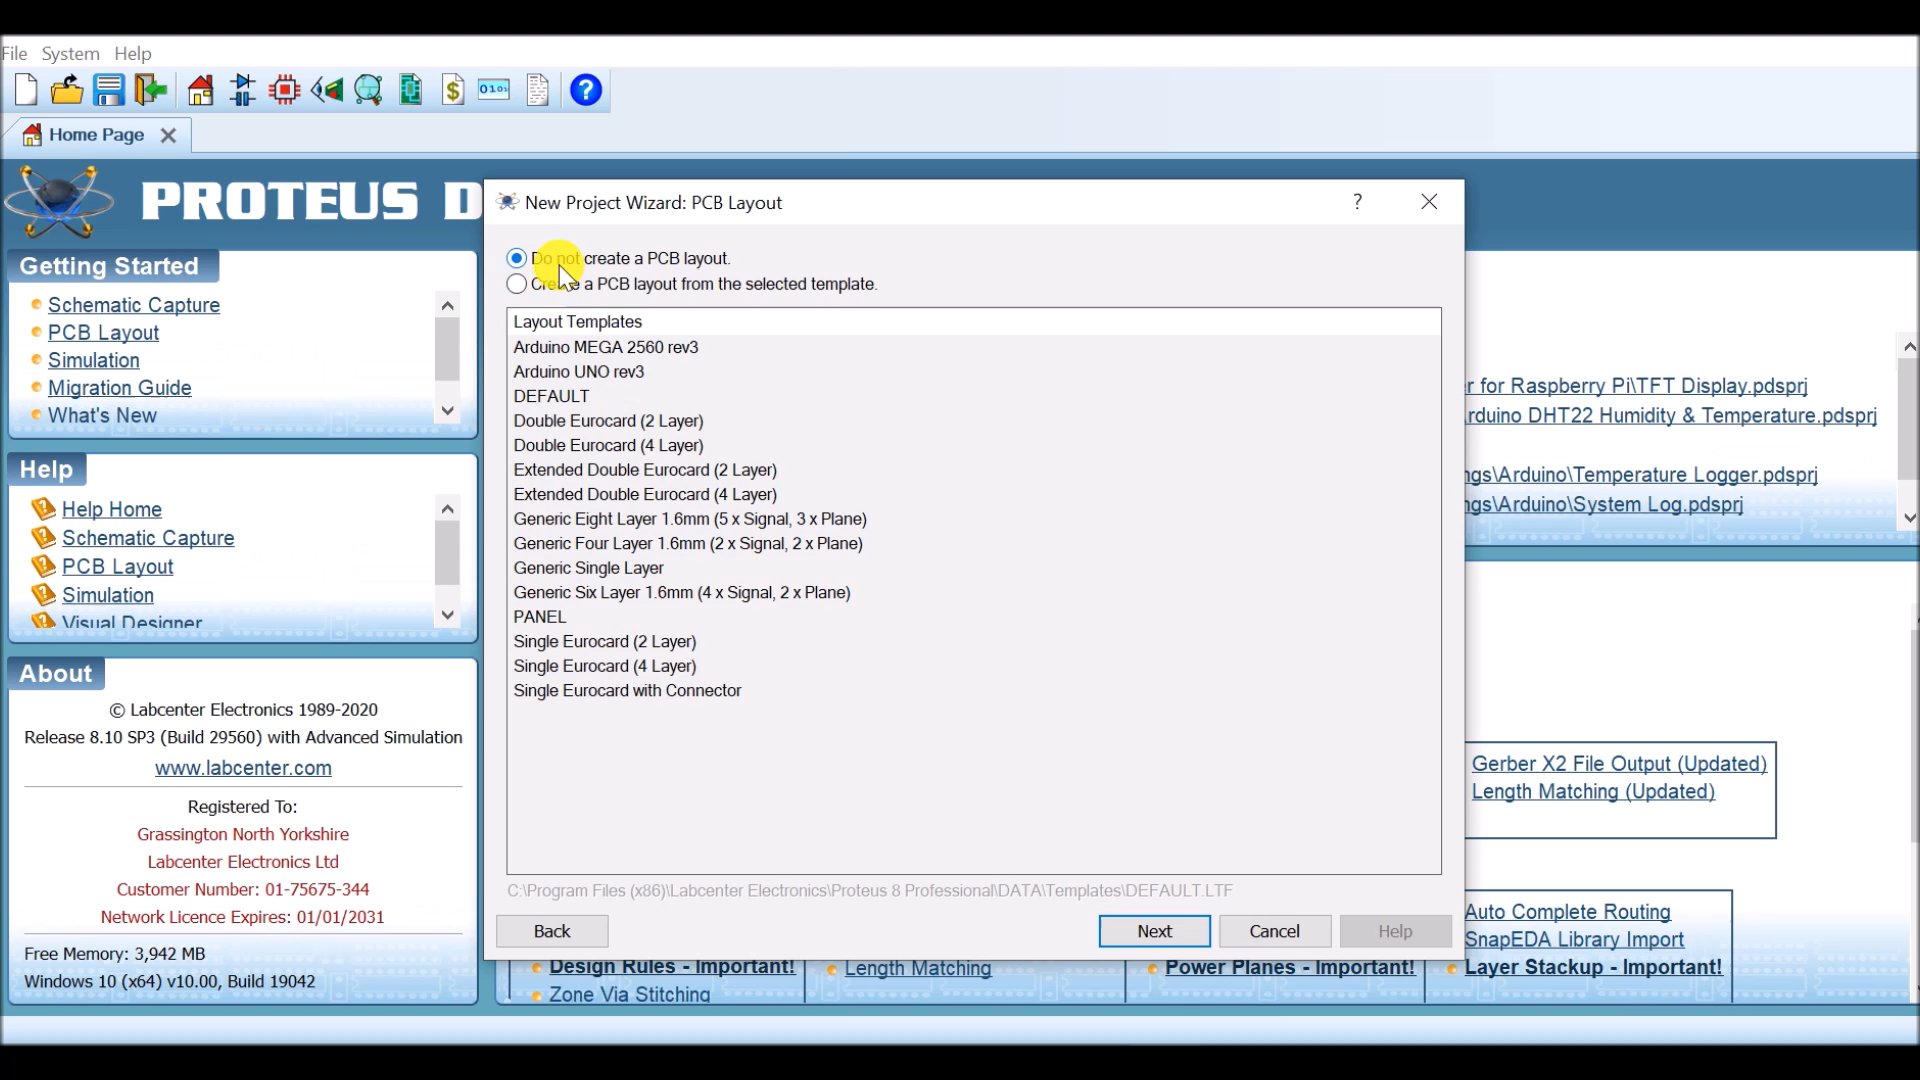 File System Help
Home Page
PROTEUS D
New Project Wizard: PCB Layout
?
Do not create a PCB layout.
Create a PCB layout from the selected template.
Layout Templates
Arduino MEGA 2560 rev3
Arduino UNO rev3
DEFAULT
Double Eurocard (2 Layer)
Double Eurocard (4 Layer)
Extended Double Eurocard (2 Layer)
Extended Double Eurocard (4 Layer)
Generic Eight Layer 1.6mm (5 x Signal, 3 x Plane)
Generic Four Layer 1.6mm (2 x Signal, 2 x Plane)
Generic Single Layer
Generic Six Layer 1.6mm (4 x Signal, 2 x Plane)
PANEL
Single Eurocard (2 Layer)
Single Eurocard (4 Layer)
Single Eurocard with Connector
C:\Program Files (x86)\Labcenter Electronics\Proteus 8 Professional\DATA\Templates\DEFAULT.LTF
Back Next Cancel Help
Getting Started
Schematic Capture
PCB Layout
Simulation
Migration Guide
What's New
Help
Help Home
Schematic Capture
PCB Layout
Simulation
Visual Designer
About
© Labcenter Electronics 1989-2020
Release 8.10 SP3 (Build 29560) with Advanced Simulation
www.labcenter.com
Registered To:
Grassington North Yorkshire
Labcenter Electronics Ltd
Customer Number: 01-75675-344
Network Licence Expires: 01/01/2031
Free Memory: 3,942 MB
Windows 10 (x64) v10.00, Build 19042
r for Raspberry Pi\TFT Display.pdsprj
rduino DHT22 Humidity & Temperature.pdsprj
ngs\Arduino\Temperature Logger.pdsprj
ngs\Arduino\System Log.pdsprj
Gerber X2 File Output (Updated)
Length Matching (Updated)
Auto Complete Routing
SnapEDA Library Import
Design Rules - Important! Length Matching Power Planes - Important! Layer Stackup - Important!
Zone Via Stitching